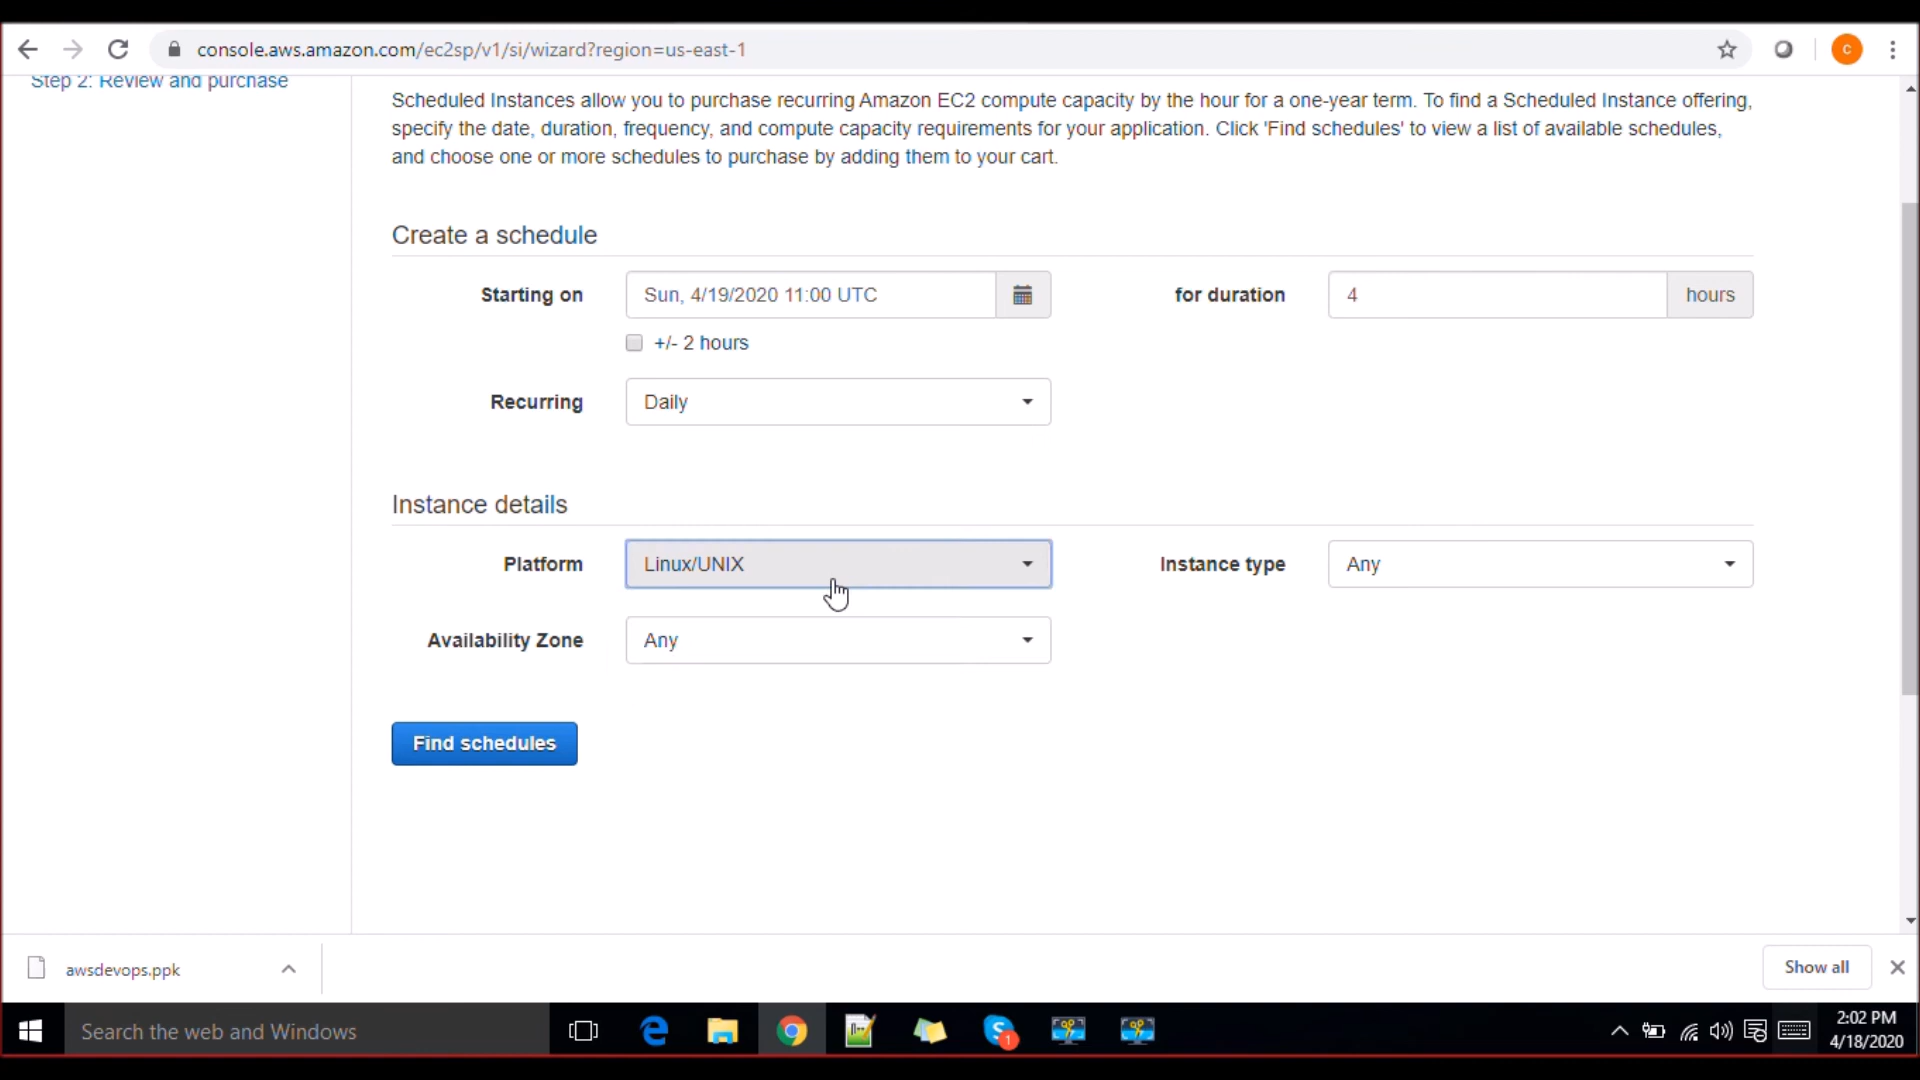 console.aws.amazon.com/ec2sp/v1/si/wizard?region=us-east-1
C
Step 2: Review and purchase
Scheduled Instances allow you to purchase recurring Amazon EC2 compute capacity by the hour for a one-year term. To find a Scheduled Instance offering,
specify the date, duration, frequency, and compute capacity requirements for your application. Click 'Find schedules' to view a list of available schedules,
and choose one or more schedules to purchase by adding them to your cart.
Create a schedule
Starting on Sun, 4/19/2020 11:00 UTC for duration 4 hours
+/- 2 hours
Recurring Daily
Instance details
Platform Linux/UNIX Instance type Any
Availability Zone Any
Find schedules
awsdevops.ppk Show all
Search the web and Windows
1
2:02 PM
4/18/2020